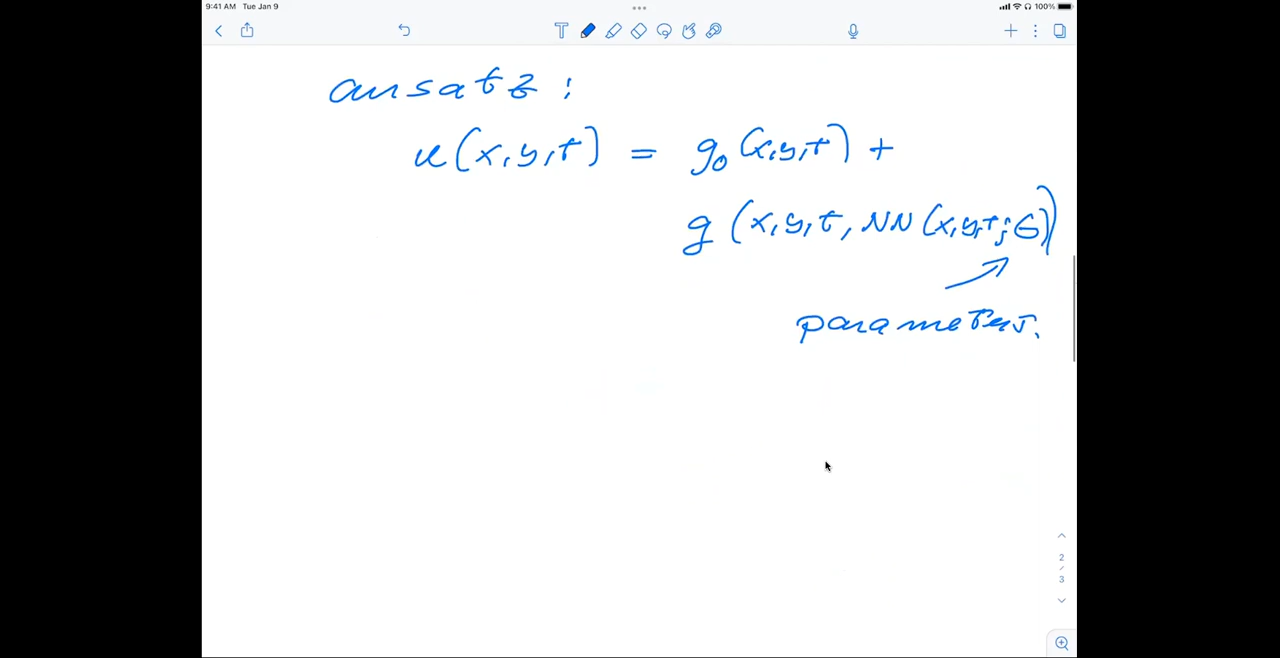 9:41 AM Tue Jan 9
100%
T
ansatz :
u(x,y,t) = g₀(x,y,t) +
g(x,y,t, NN(x,y,t;Θ))
parameters.
2
/
3